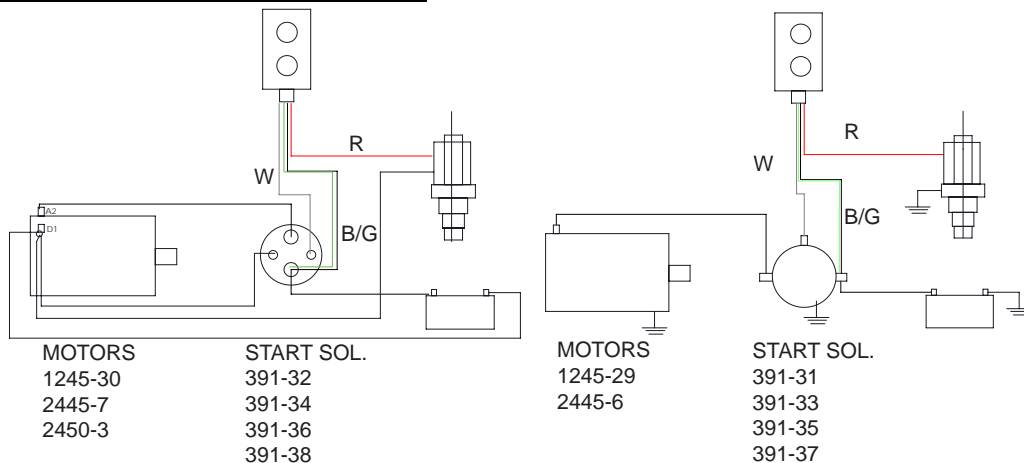 R
W
B/G
A2
D1
MOTORS
1245-30
2445-7
2450-3
START SOL.
391-32
391-34
391-36
391-38
R
W
B/G
MOTORS
1245-29
2445-6
START SOL.
391-31
391-33
391-35
391-37